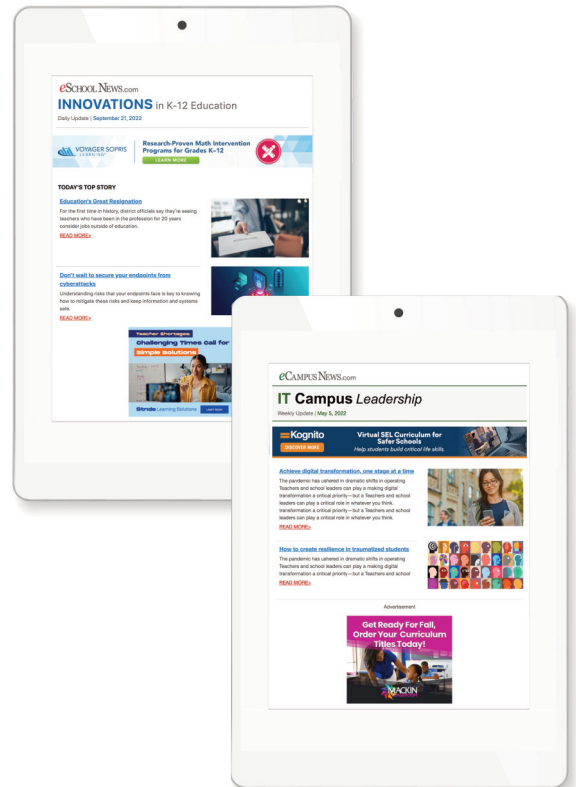 eSCHOOL NEWS.com
INNOVATIONS in K-12 Education
Daily Update | September 21, 2022
VOYAGER SOPRIS
LEARNING
Research-Proven Math Intervention
Programs for Grades K–12
LEARN MORE
TODAY'S TOP STORY
Education's Great Resignation
For the first time in history, district officials say they're seeing
teachers who have been in the profession for 20 years
consider jobs outside of education.
READ MORE>
Don't wait to secure your endpoints from
cyberattacks
Understanding risks that your endpoints face is key to knowing
how to mitigate these risks and keep information and systems
safe.
READ MORE>
Teacher Shortages
Challenging Times Call for
Simple Solutions
Stride Learning Solutions
LEARN MORE
eCAMPUS NEWS.com
IT Campus Leadership
Weekly Update | May 5, 2022
Kognito
DISCOVER MORE
Virtual SEL Curriculum for
Safer Schools
Help students build critical life skills
Achieve digital transformation, one stage at a time
The pandemic has ushered in dramatic shifts in operating
Teachers and school leaders can play a making digital
transformation a critical priority—but a Teachers and school
leaders can play a critical role in whatever you think.
transformation a critical priority—but a Teachers and school
leaders can play a critical role in whatever you think.
READ MORE>
How to create resilience in traumatized students
The pandemic has ushered in dramatic shifts in operating
Teachers and school leaders can play a making digital
transformation a critical priority—but a Teachers and school
READ MORE>
Advertisement
Get Ready For Fall,
Order Your Curriculum
Titles Today!
MACKIN